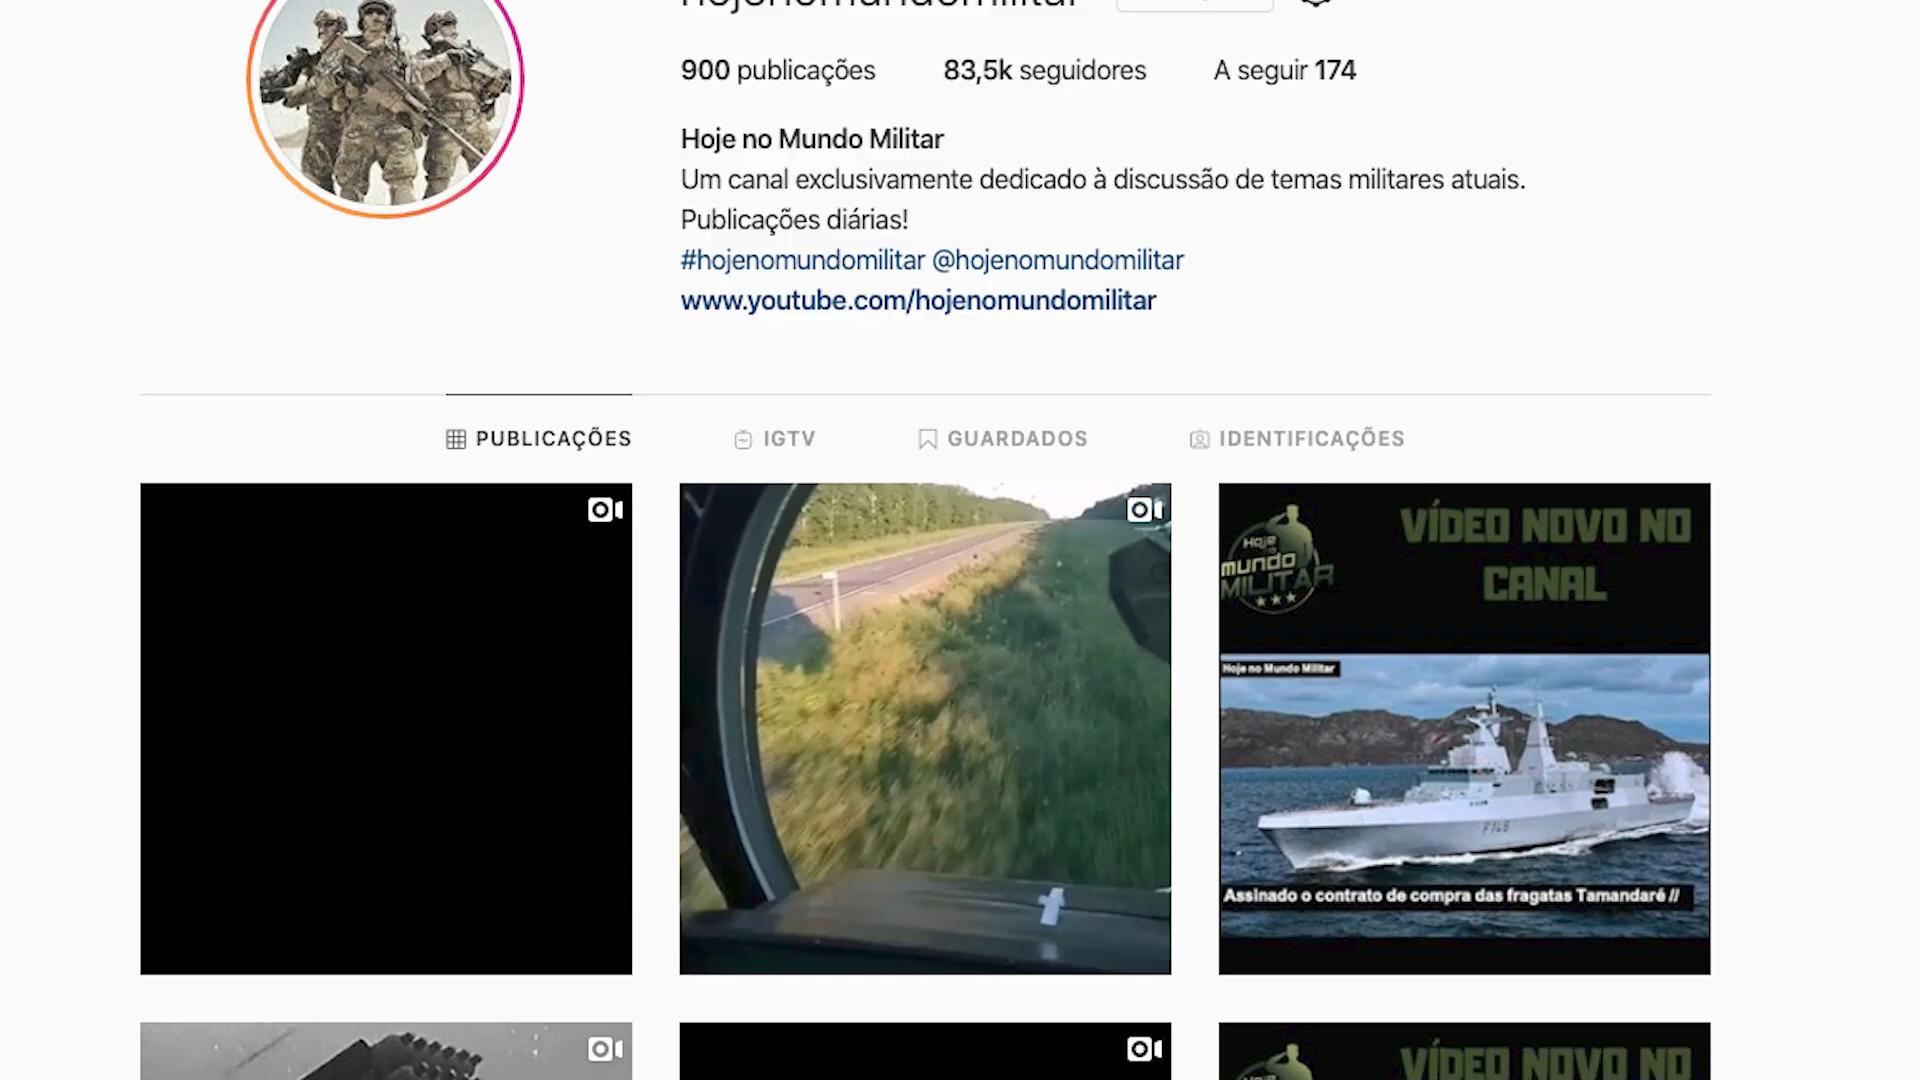 hojenomundomilitar
900 publicações 83,5k seguidores A seguir 174
Hoje no Mundo Militar
Um canal exclusivamente dedicado à discussão de temas militares atuais.
Publicações diárias!
#hojenomundomilitar @hojenomundomilitar
www.youtube.com/hojenomundomilitar
PUBLICAÇÕES IGTV GUARDADOS IDENTIFICAÇÕES
Hoje no mundo MILITAR
VÍDEO NOVO NO
CANAL
Hoje no Mundo Militar
F145
Assinado o contrato de compra das fragatas Tamandaré //
VÍDEO NOVO NO